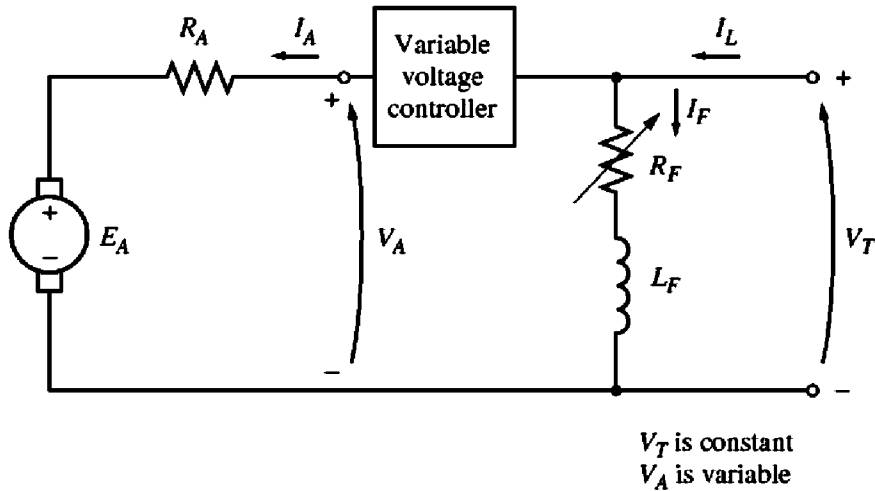 R_A
I_A
Variable
voltage
controller
I_L
+
+
I_F
R_F
+
−
E_A
V_A
V_T
L_F
−
−
V_T is constant
V_A is variable